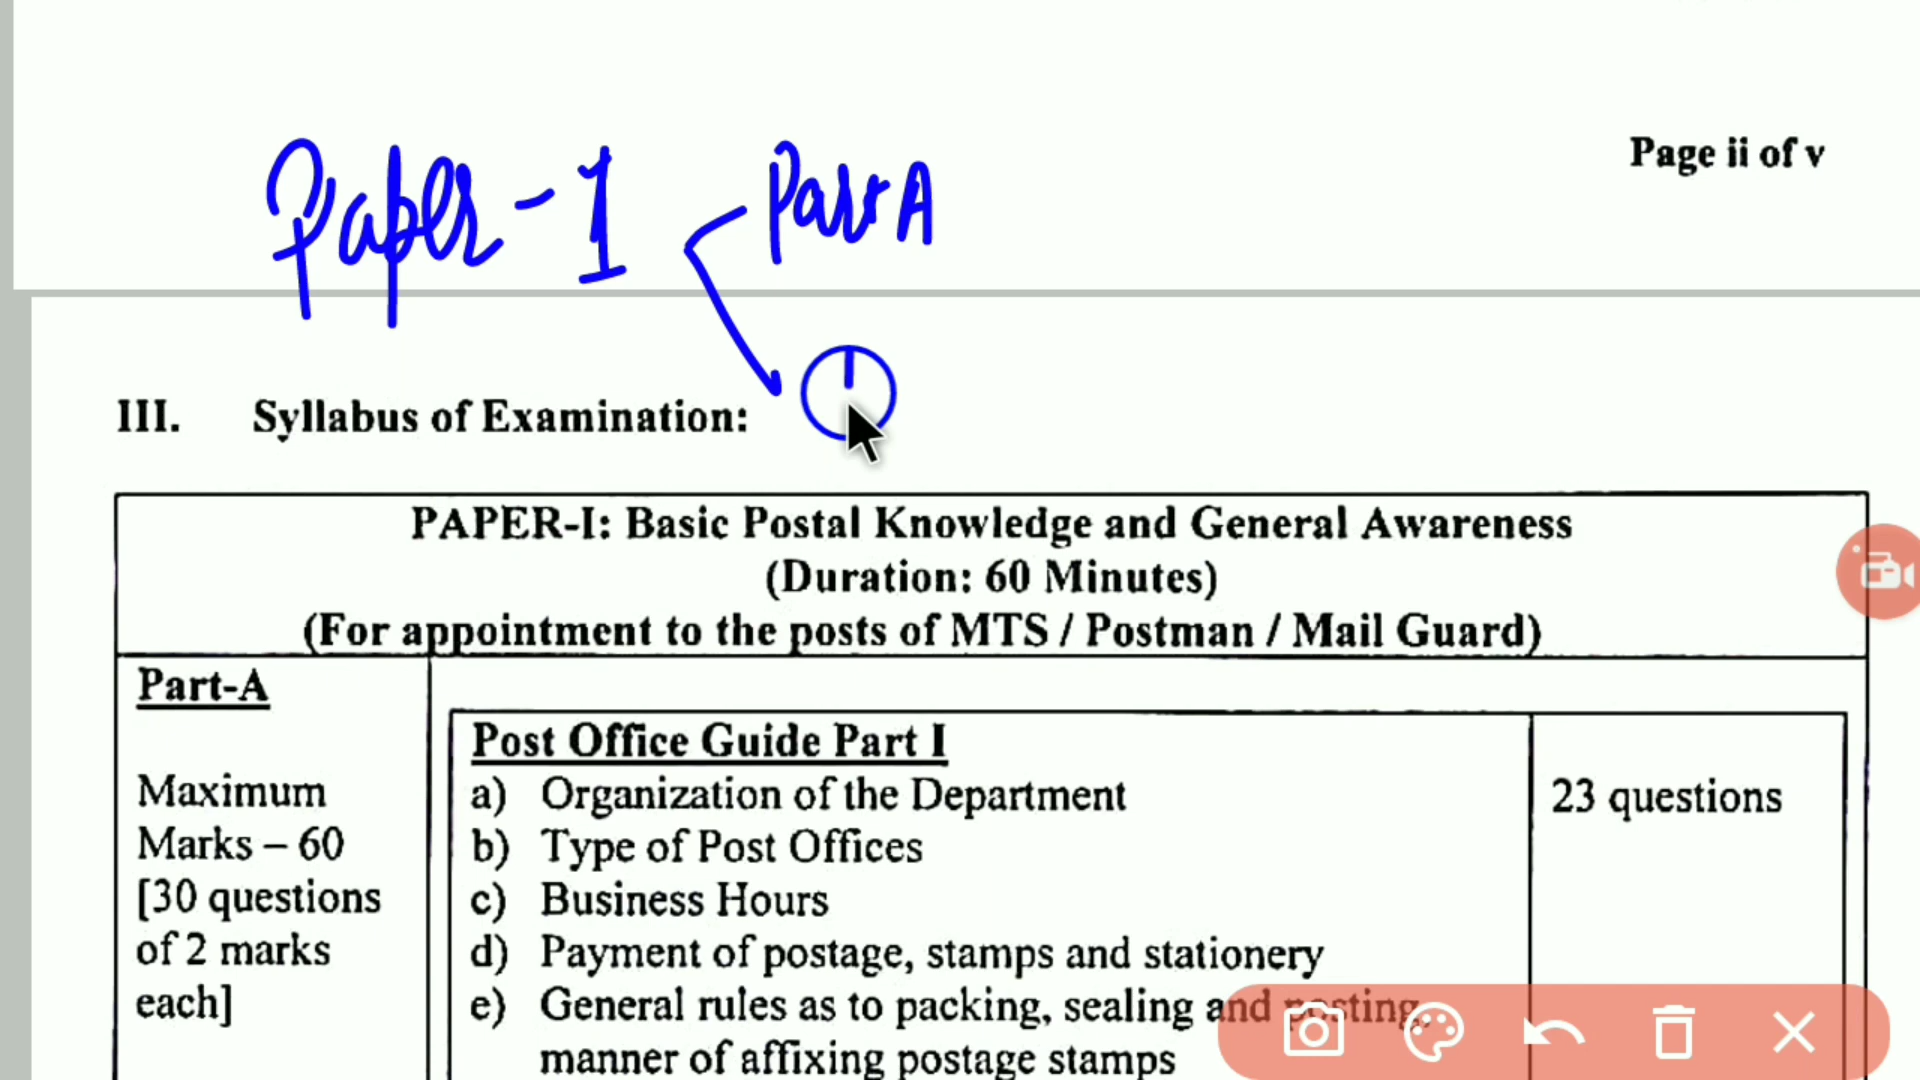 Page ii of v
Paper - I Part A
III. Syllabus of Examination:
PAPER-I: Basic Postal Knowledge and General Awareness
(Duration: 60 Minutes)
(For appointment to the posts of MTS / Postman / Mail Guard)
Part-A
Maximum
Marks – 60
[30 questions
of 2 marks
each]
Post Office Guide Part I
a) Organization of the Department
b) Type of Post Offices
c) Business Hours
d) Payment of postage, stamps and stationery
e) General rules as to packing, sealing and posting,
manner of affixing postage stamps
23 questions